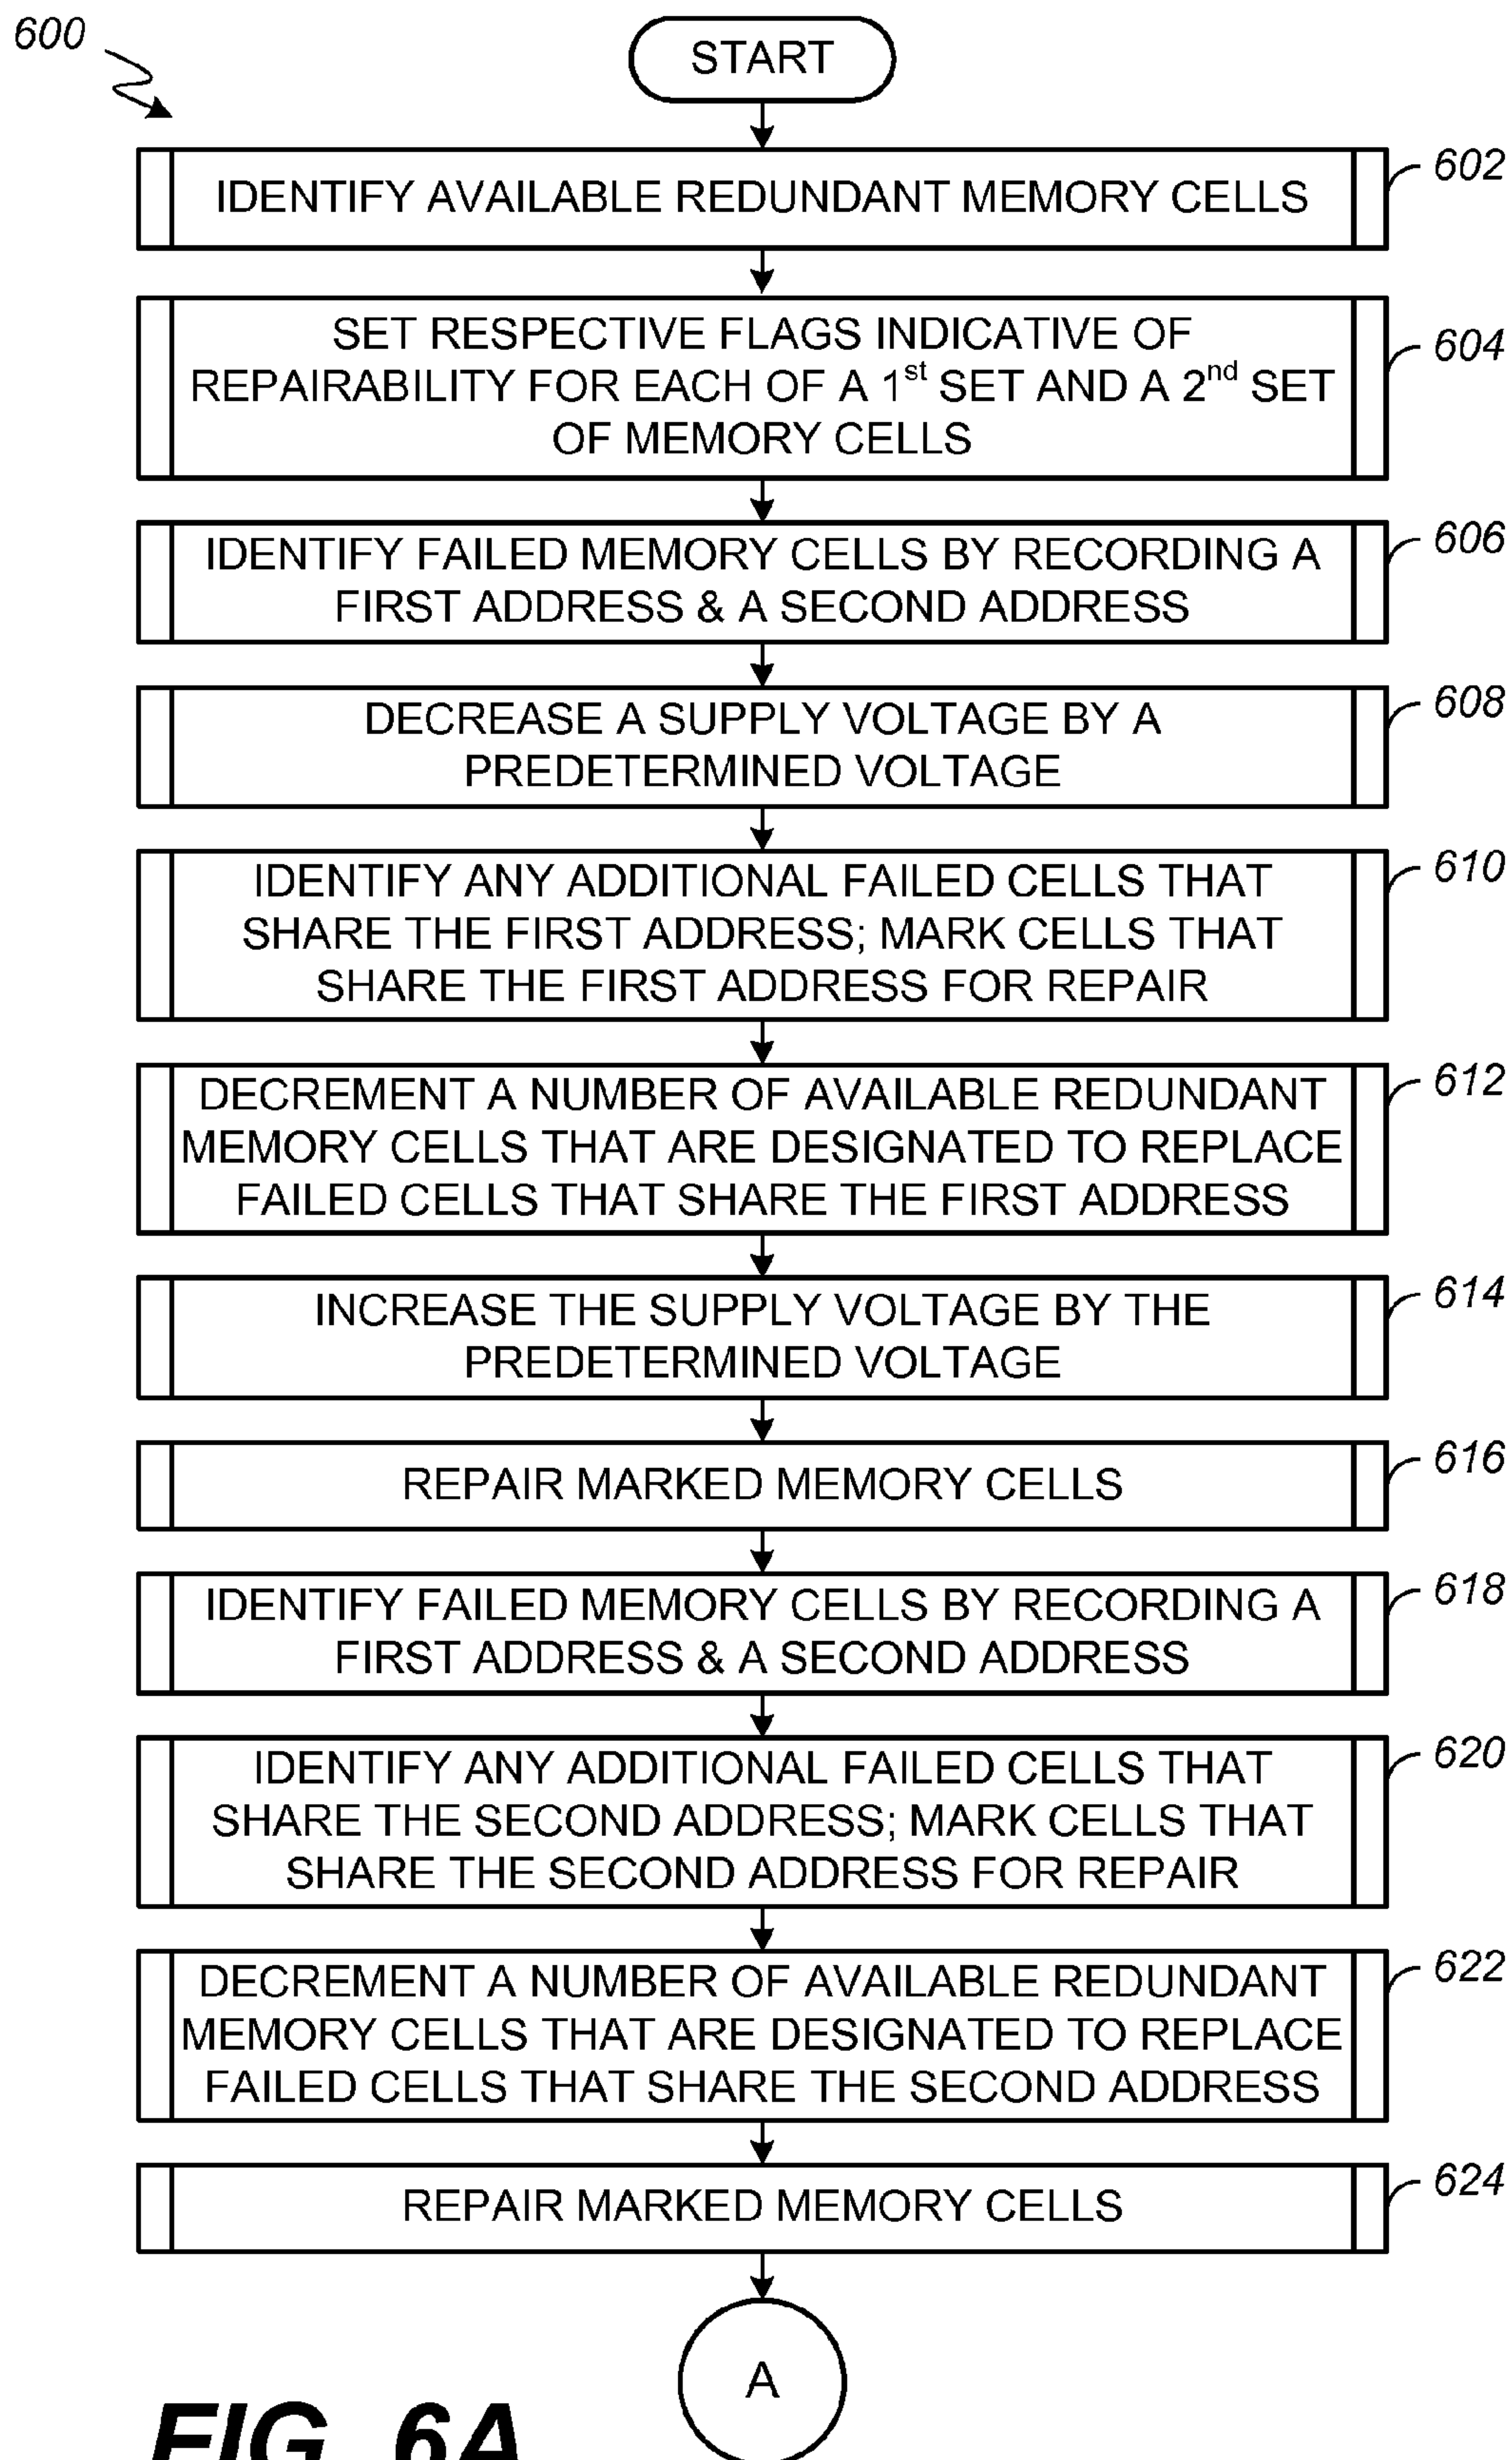 600
START
IDENTIFY AVAILABLE REDUNDANT MEMORY CELLS
602
SET RESPECTIVE FLAGS INDICATIVE OF
REPAIRABILITY FOR EACH OF A 1st SET AND A 2nd SET
OF MEMORY CELLS
604
IDENTIFY FAILED MEMORY CELLS BY RECORDING A
FIRST ADDRESS & A SECOND ADDRESS
606
DECREASE A SUPPLY VOLTAGE BY A
PREDETERMINED VOLTAGE
608
IDENTIFY ANY ADDITIONAL FAILED CELLS THAT
SHARE THE FIRST ADDRESS; MARK CELLS THAT
SHARE THE FIRST ADDRESS FOR REPAIR
610
DECREMENT A NUMBER OF AVAILABLE REDUNDANT
MEMORY CELLS THAT ARE DESIGNATED TO REPLACE
FAILED CELLS THAT SHARE THE FIRST ADDRESS
612
INCREASE THE SUPPLY VOLTAGE BY THE
PREDETERMINED VOLTAGE
614
REPAIR MARKED MEMORY CELLS
616
IDENTIFY FAILED MEMORY CELLS BY RECORDING A
FIRST ADDRESS & A SECOND ADDRESS
618
IDENTIFY ANY ADDITIONAL FAILED CELLS THAT
SHARE THE SECOND ADDRESS; MARK CELLS THAT
SHARE THE SECOND ADDRESS FOR REPAIR
620
DECREMENT A NUMBER OF AVAILABLE REDUNDANT
MEMORY CELLS THAT ARE DESIGNATED TO REPLACE
FAILED CELLS THAT SHARE THE SECOND ADDRESS
622
REPAIR MARKED MEMORY CELLS
624
A
FIG. 6A